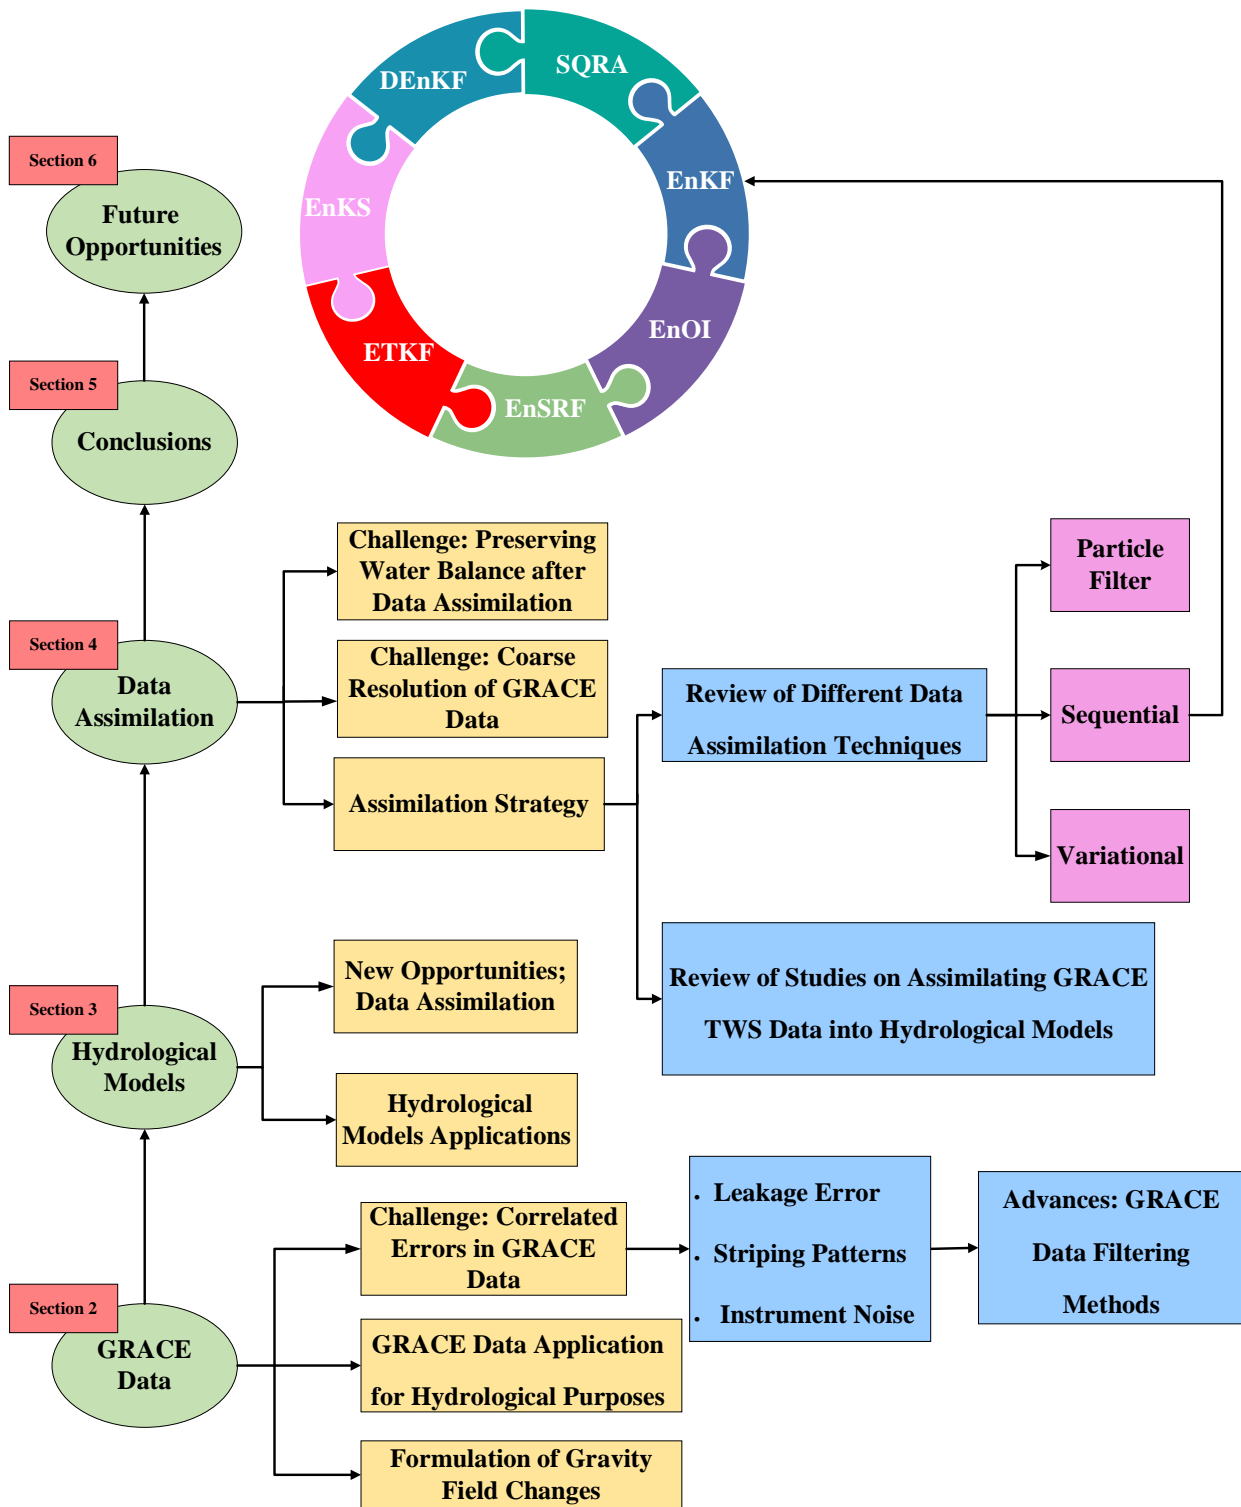 DEnKF
SQRA
EnKS
EnKF
ETKF
EnOI
EnSRF
Section 6
Future
Opportunities
Section 5
Conclusions
Section 4
Data
Assimilation
Challenge: Preserving
Water Balance after
Data Assimilation
Challenge: Coarse
Resolution of GRACE
Data
Assimilation Strategy
Review of Different Data
Assimilation Techniques
Particle
Filter
Sequential
Variational
Review of Studies on Assimilating GRACE
TWS Data into Hydrological Models
Section 3
Hydrological
Models
New Opportunities;
Data Assimilation
Hydrological
Models Applications
Section 2
GRACE
Data
Challenge: Correlated
Errors in GRACE
Data
GRACE Data Application
for Hydrological Purposes
Formulation of Gravity
Field Changes
. Leakage Error
. Striping Patterns
. Instrument Noise
Advances: GRACE
Data Filtering
Methods